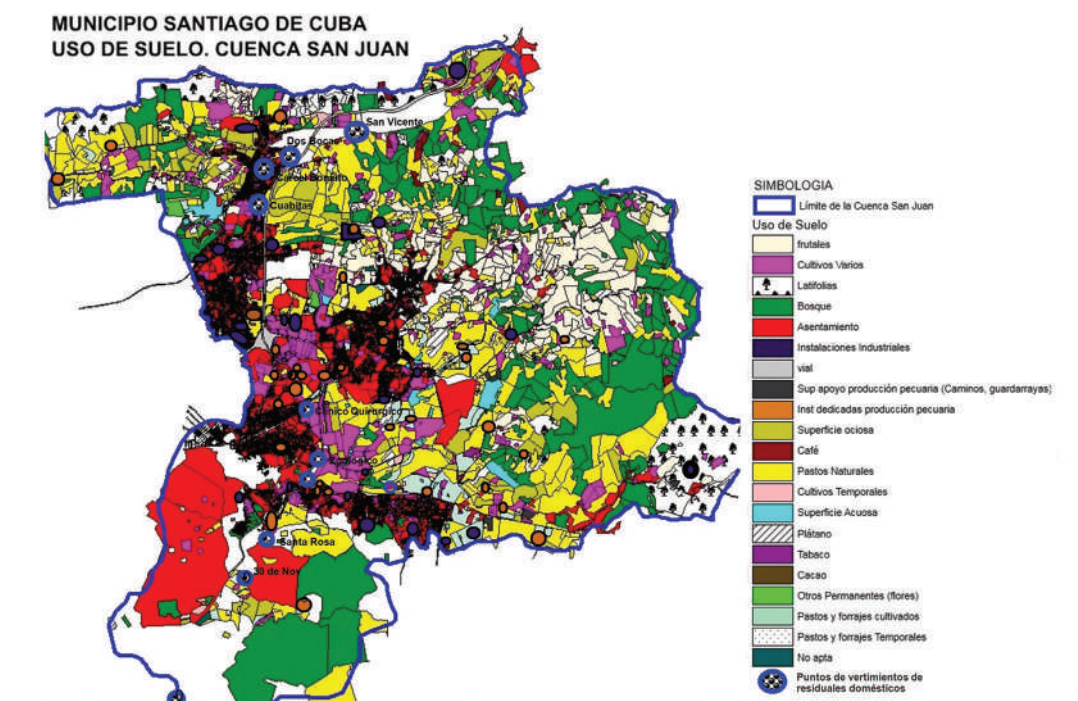 MUNICIPIO SANTIAGO DE CUBA
USO DE SUELO. CUENCA SAN JUAN
San Vicente
Dos Bocas
Cuabitas
Clinico Quirurgico
Santa Rosa
30 de Nov
SIMBOLOGIA
Límite de la Cuenca San Juan
Uso de Suelo
frutales
Cultivos Varios
Latifolias
Bosque
Asentamiento
Instalaciones Industriales
vial
Sup apoyo producción pecuaria (Caminos, guardarrayas)
Inst dedicadas producción pecuaria
Superficie ociosa
Café
Pastos Naturales
Cultivos Temporales
Superficie Acuosa
Plátano
Tabaco
Cacao
Otros Permanentes (flores)
Pastos y forrajes cultivados
Pastos y forrajes Temporales
No apta
Puntos de vertimientos de
residuales domésticos